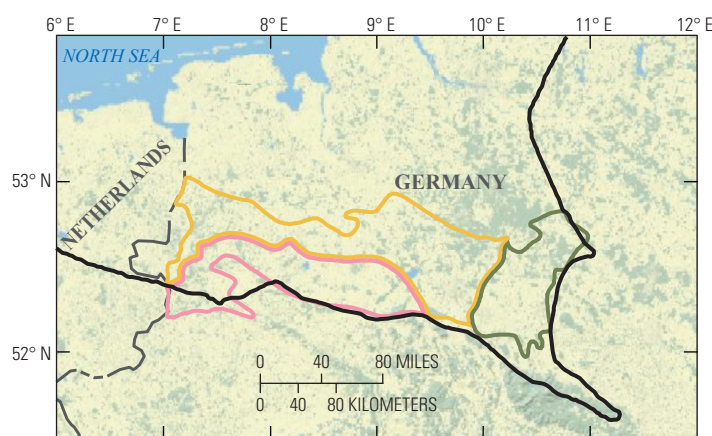 6° E 7° E 8° E 9° E 10° E 11° E 12° E
NORTH SEA
NETHERLANDS
GERMANY
53° N
52° N
0 40 80 MILES
0 40 80 KILOMETERS